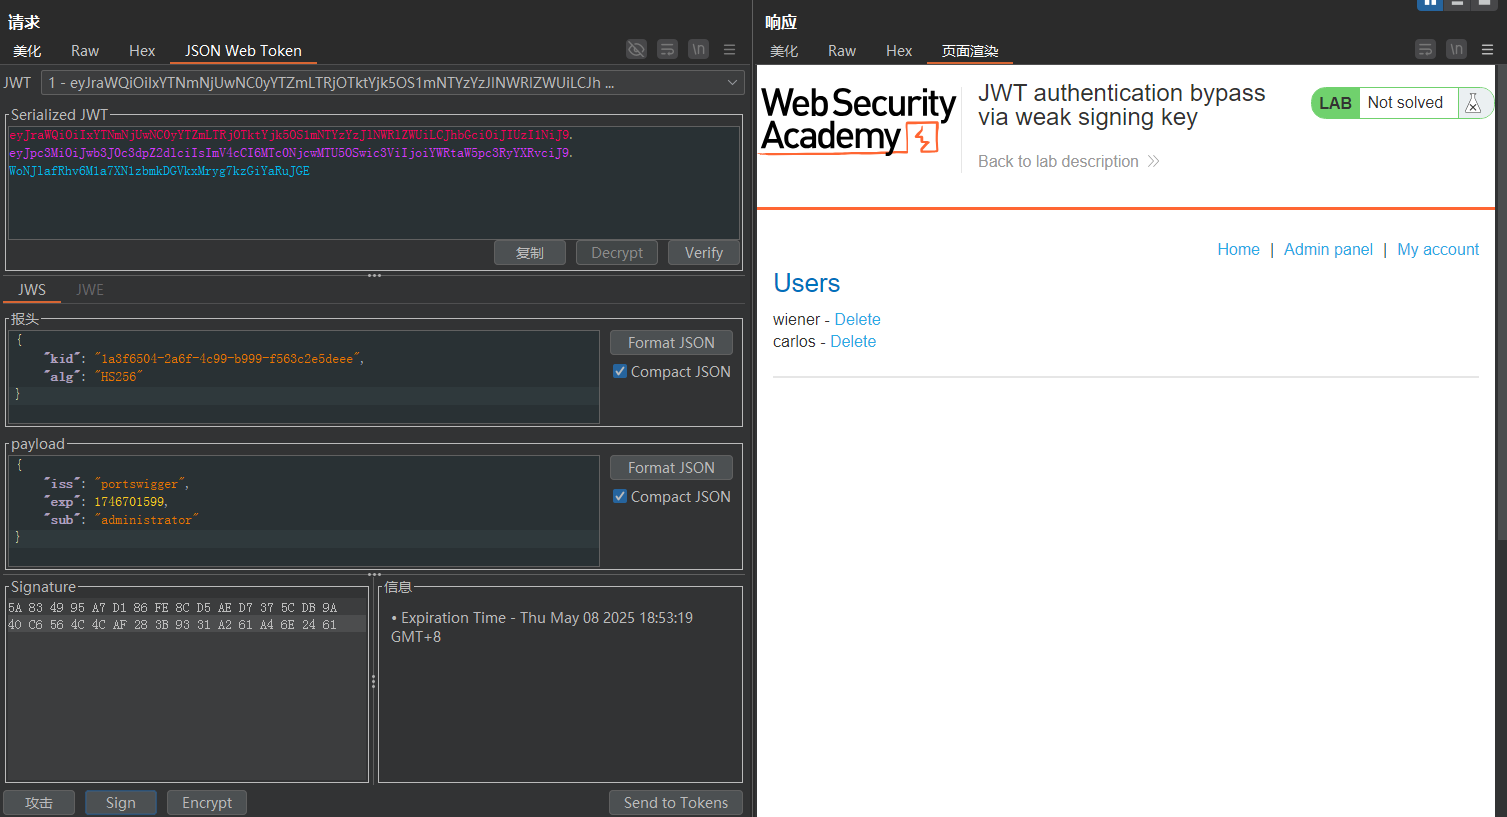 请求
美化 Raw Hex JSON Web Token
\n
JWT 1 - eyJraWQiOiIxYTNmNjUwNC0yYTZmLTRjOTktYjk5OS1mNTYzYzJlNWRlZWUiLCJh ...
Serialized JWT
eyJraWQiOiIxYTNmNjUwNC0yYTZmLTRjOTktYjk5OS1mNTYzYzJlNWRlZWUiLCJhbGciOiJIUzI1NiJ9.
eyJpc3MiOiJwb3J0c3dpZ2dlciIsImV4cCI6MTc0NjcwMTU5OSwic3ViIjoiYWRtaW5pc3RyYXRvciJ9.
WoNJlafRhv6M1a7XN1zbmkDGVkxMryg7kzGiYaRuJGE
复制 Decrypt Verify
JWS JWE
报头
{
"kid": "1a3f6504-2a6f-4c99-b999-f563c2e5deee",
"alg": "HS256"
}
Format JSON
Compact JSON
payload
{
"iss": "portswigger",
"exp": 1746701599,
"sub": "administrator"
}
Format JSON
Compact JSON
Signature
5A 83 49 95 A7 D1 86 FE 8C D5 AE D7 37 5C DB 9A
40 C6 56 4C 4C AF 28 3B 93 31 A2 61 A4 6E 24 61
信息
• Expiration Time - Thu May 08 2025 18:53:19
GMT+8
攻击 Sign Encrypt Send to Tokens
响应
美化 Raw Hex 页面渲染
\n
Web Security
Academy
JWT authentication bypass
via weak signing key
Back to lab description
LAB Not solved
Home | Admin panel | My account
Users
wiener - Delete
carlos - Delete